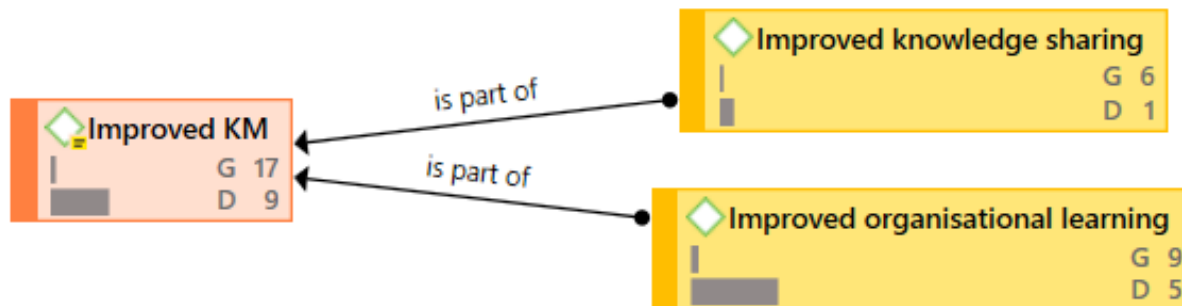 Improved knowledge sharing
G 6
D 1
is part of
Improved KM
G 17
D 9
is part of
Improved organisational learning
G 9
D 5